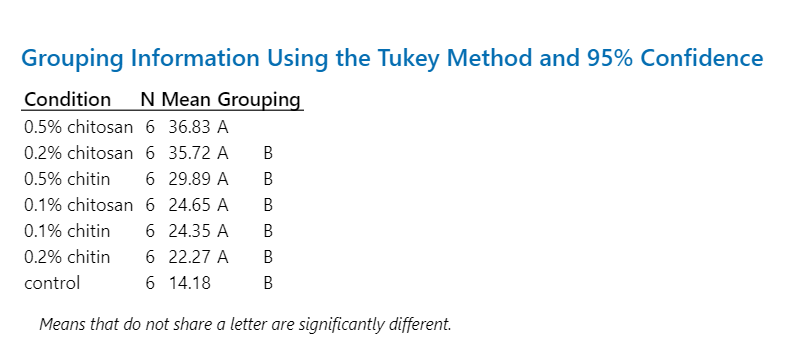 Grouping Information Using the Tukey Method and 95% Confidence
Condition N Mean Grouping
0.5% chitosan 6 36.83 A
0.2% chitosan 6 35.72 A B
0.5% chitin 6 29.89 A B
0.1% chitosan 6 24.65 A B
0.1% chitin 6 24.35 A B
0.2% chitin 6 22.27 A B
control 6 14.18 B
Means that do not share a letter are significantly different.